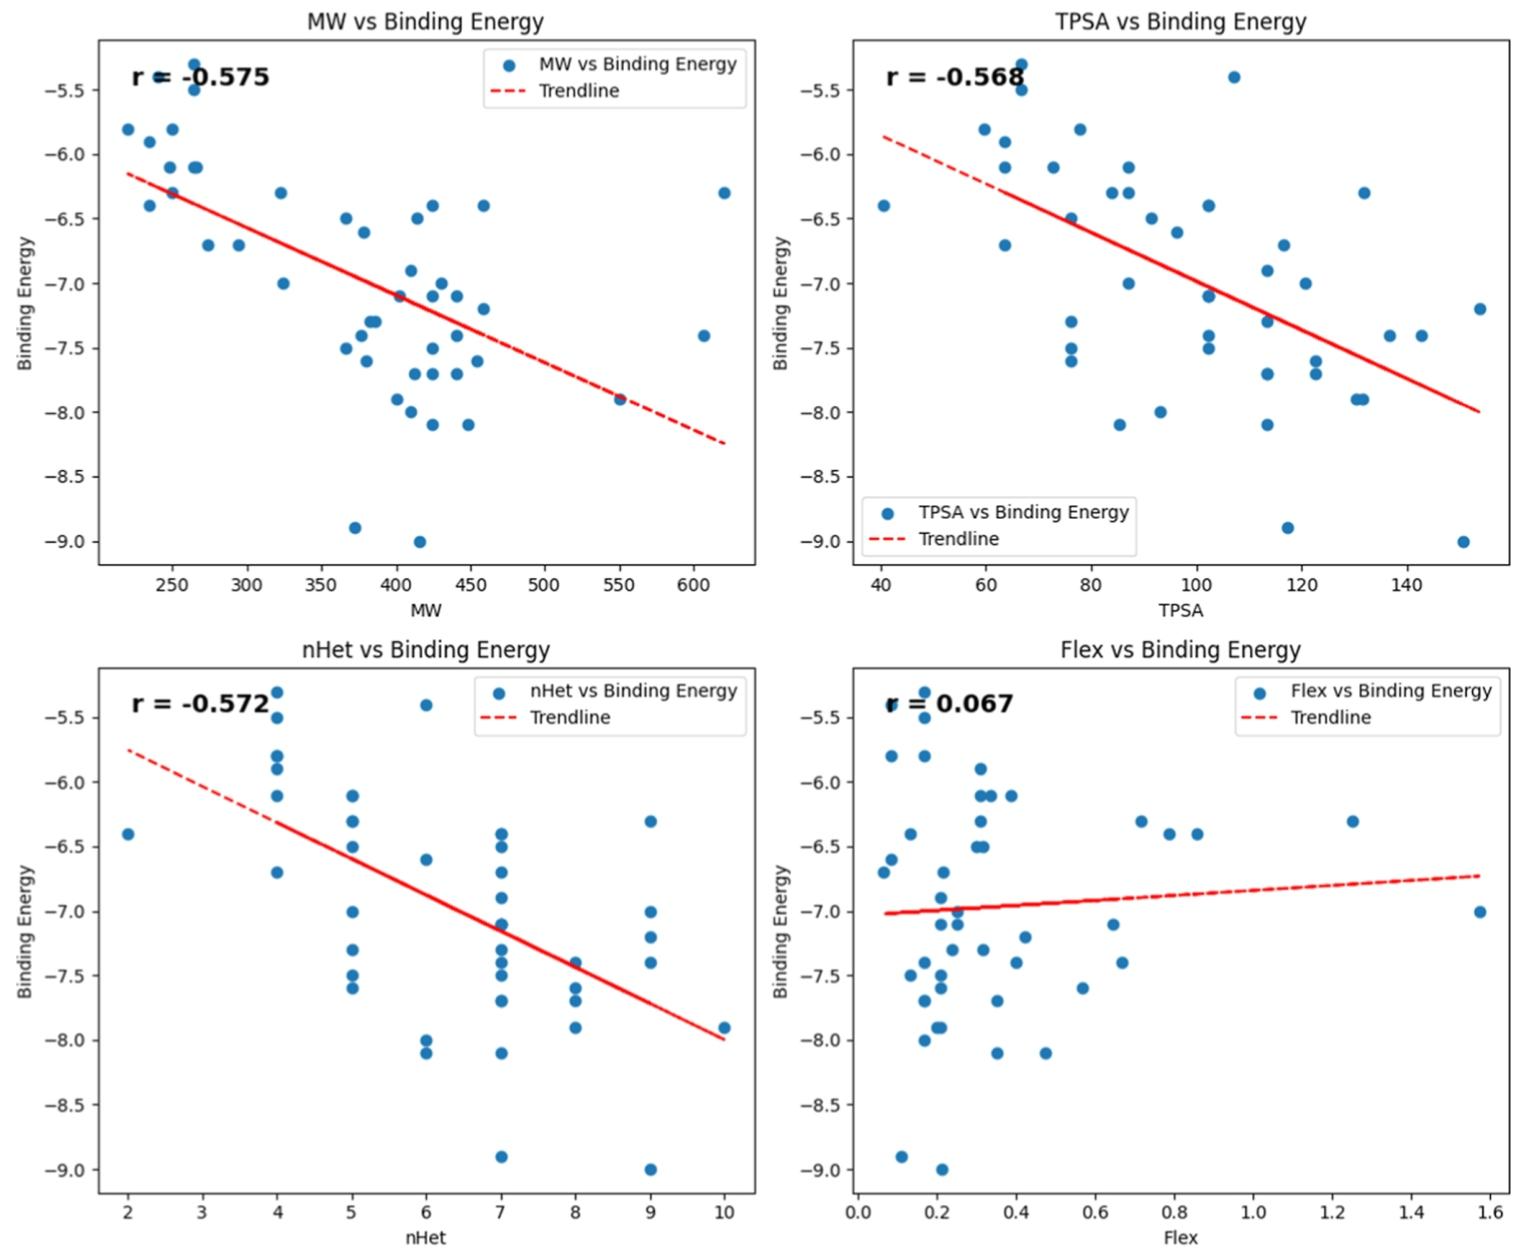 MW vs Binding Energy
r = -0.575
MW vs Binding Energy
Trendline
−5.5
−6.0
−6.5
−7.0
−7.5
−8.0
−8.5
−9.0
Binding Energy
250 300 350 400 450 500 550 600
MW
TPSA vs Binding Energy
r = -0.568
−5.5
−6.0
−6.5
−7.0
−7.5
−8.0
−8.5
−9.0
Binding Energy
TPSA vs Binding Energy
Trendline
40 60 80 100 120 140
TPSA
nHet vs Binding Energy
r = -0.572
nHet vs Binding Energy
Trendline
−5.5
−6.0
−6.5
−7.0
−7.5
−8.0
−8.5
−9.0
Binding Energy
2 3 4 5 6 7 8 9 10
nHet
Flex vs Binding Energy
r = 0.067
Flex vs Binding Energy
Trendline
−5.5
−6.0
−6.5
−7.0
−7.5
−8.0
−8.5
−9.0
Binding Energy
0.0 0.2 0.4 0.6 0.8 1.0 1.2 1.4 1.6
Flex